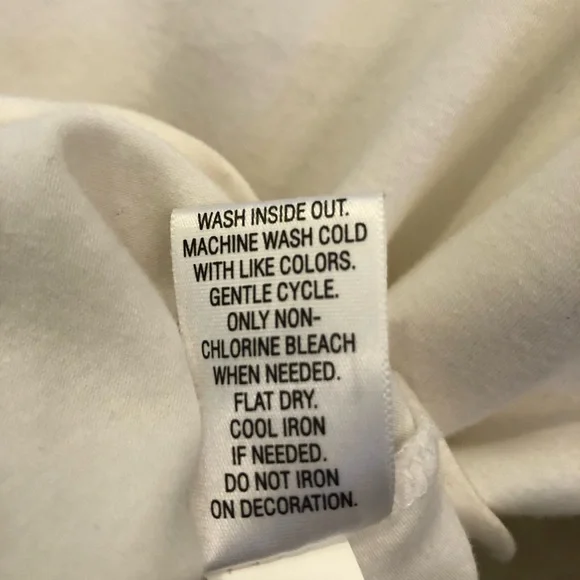 WASH INSIDE OUT.
MACHINE WASH COLD
WITH LIKE COLORS.
GENTLE CYCLE.
ONLY NON-
CHLORINE BLEACH
WHEN NEEDED.
FLAT DRY.
COOL IRON
IF NEEDED.
DO NOT IRON
ON DECORATION.